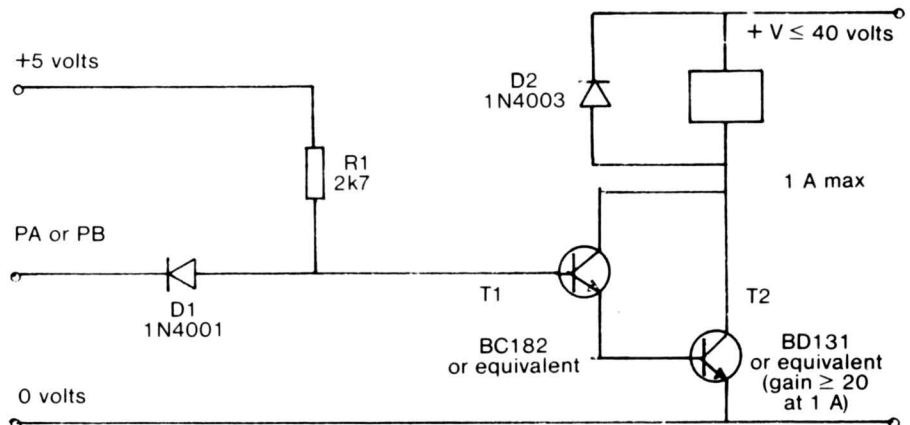 +5 volts
+ V ≤ 40 volts
D2
1N4003
R1
2k7
1 A max
PA or PB
D1
1N4001
T1
T2
BC182
or equivalent
BD131
or equivalent
(gain ≥ 20
at 1 A)
0 volts